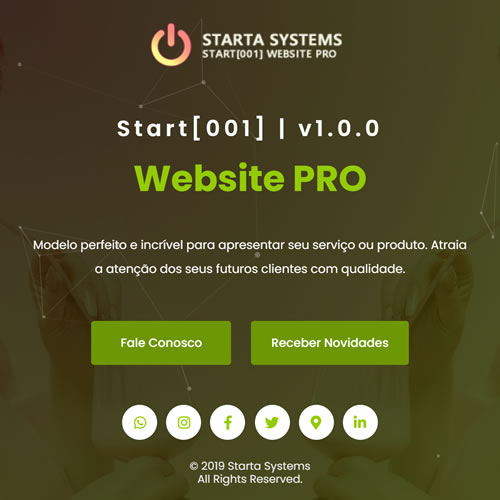 STARTA SYSTEMS
START[001] WEBSITE PRO
Start[001] | v1.0.0
Website PRO
Modelo perfeito e incrível para apresentar seu serviço ou produto. Atraia
a atenção dos seus futuros clientes com qualidade.
Fale Conosco
Receber Novidades
© 2019 Starta Systems
All Rights Reserved.